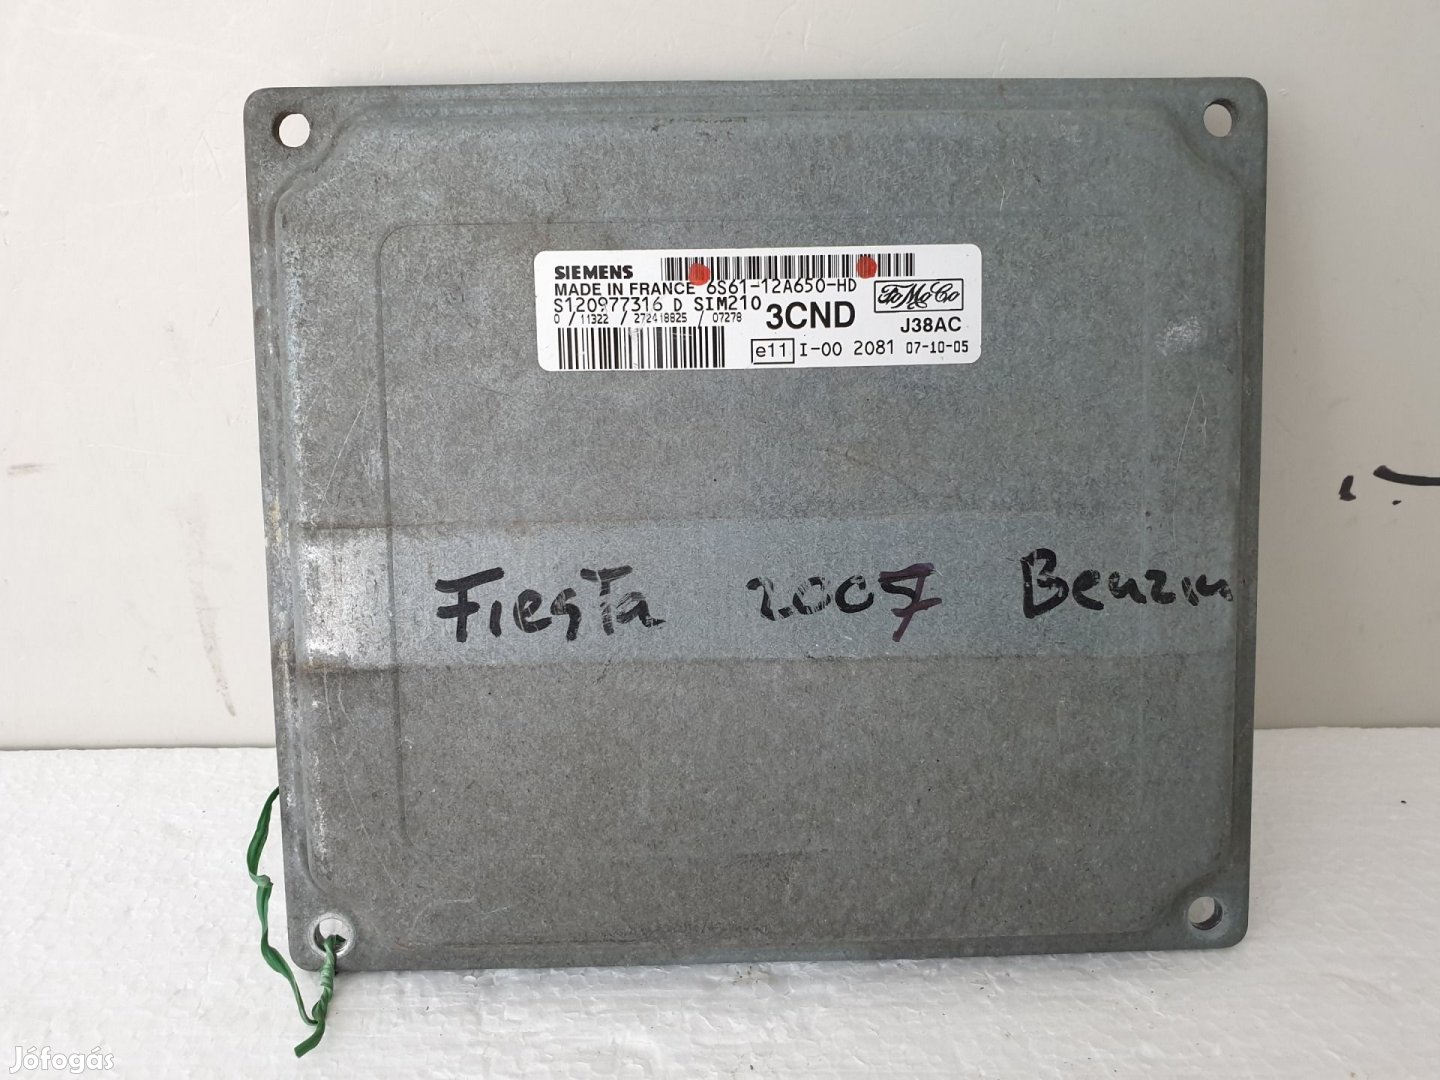 SIEMENS
MADE IN FRANCE 6S61-12A650-HD
S120977316 D SIM210
0 / 11322 / 272418825 / 07278
3CND
FoMoCo
J38AC
e11 I-00 2081 07-10-05
Fiesta 2007 Benzin
Jófogás